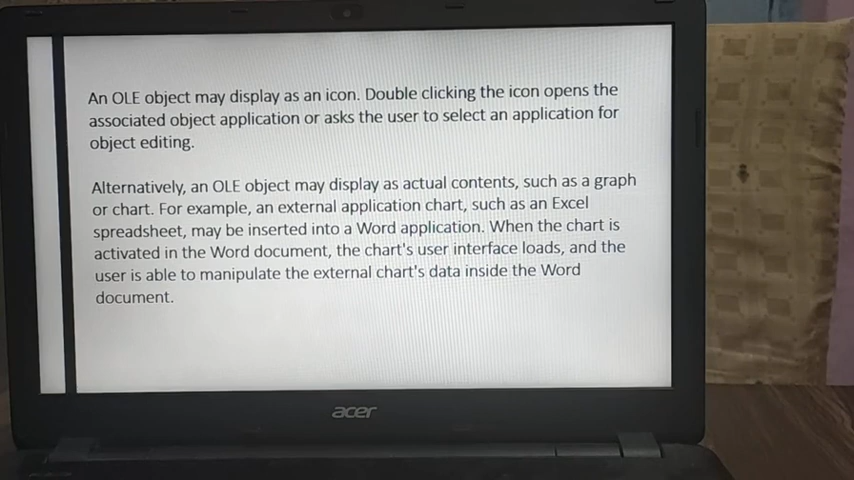 An OLE object may display as an icon. Double clicking the icon opens the
associated object application or asks the user to select an application for
object editing.
Alternatively, an OLE object may display as actual contents, such as a graph
or chart. For example, an external application chart, such as an Excel
spreadsheet, may be inserted into a Word application. When the chart is
activated in the Word document, the chart's user interface loads, and the
user is able to manipulate the external chart's data inside the Word
document.
acer